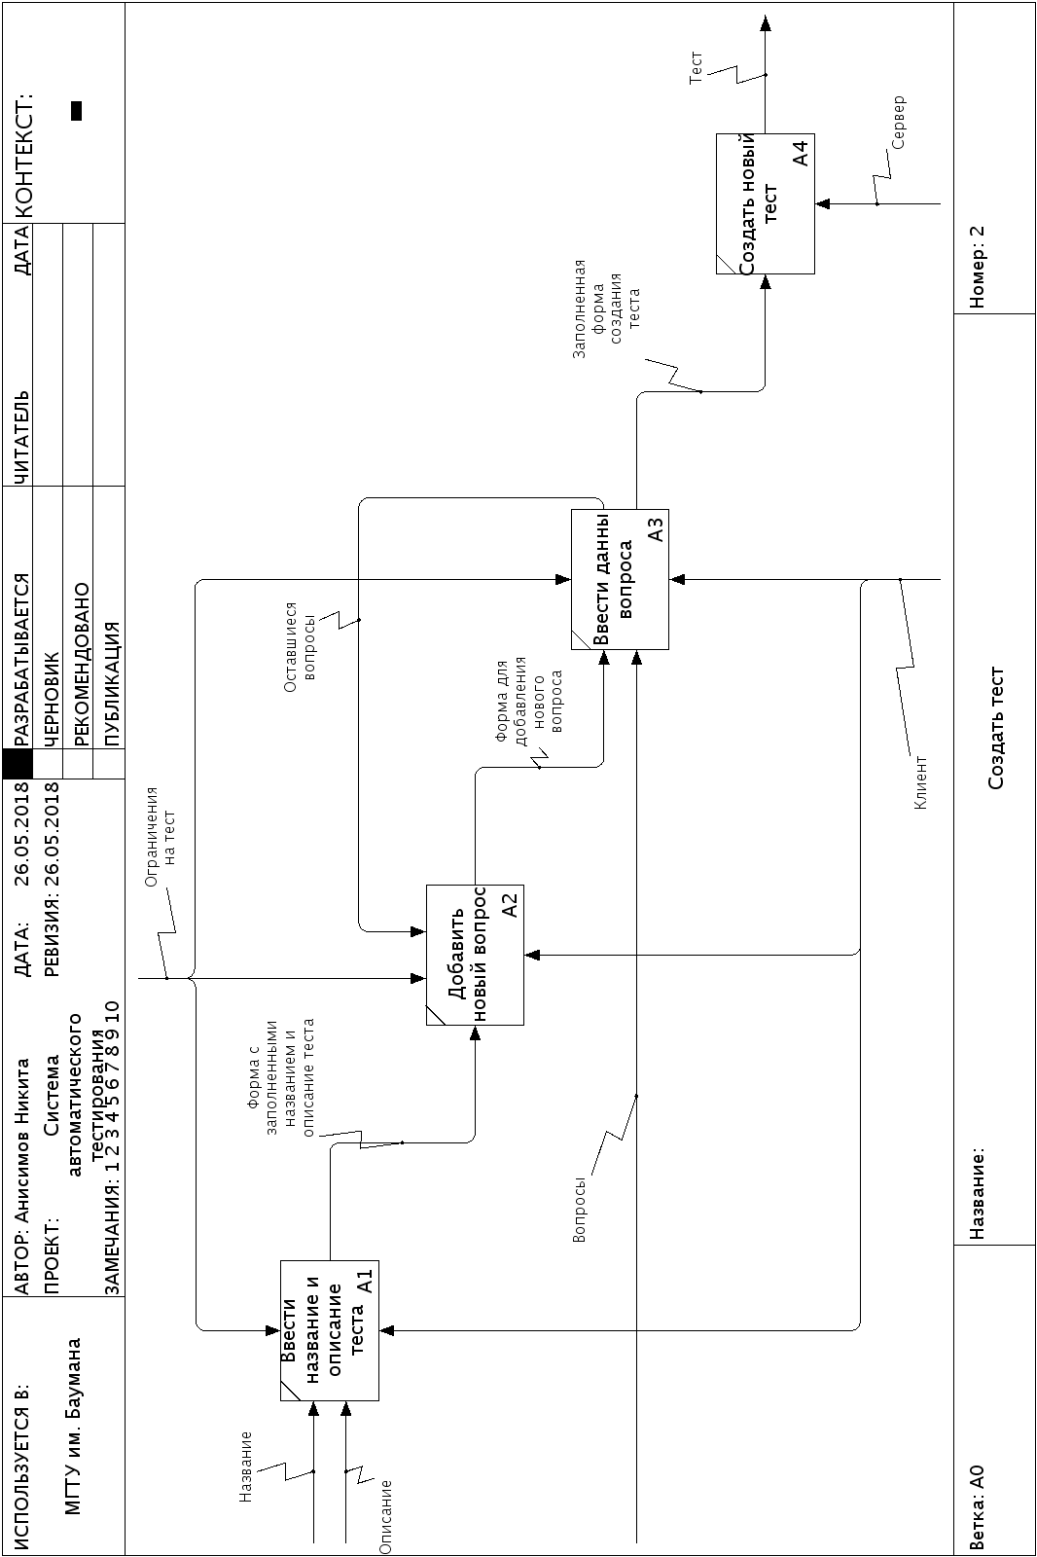 ИСПОЛЬЗУЕТСЯ В:
МГТУ им. Баумана
АВТОР: Анисимов Никита
ДАТА: 26.05.2018
ПРОЕКТ: Система
автоматического
тестирования
РЕВИЗИЯ: 26.05.2018
ЗАМЕЧАНИЯ: 1 2 3 4 5 6 7 8 9 10
РАЗРАБАТЫВАЕТСЯ
ЧЕРНОВИК
РЕКОМЕНДОВАНО
ПУБЛИКАЦИЯ
ЧИТАТЕЛЬ
ДАТА
КОНТЕКСТ:
Ограничения
на тест
Название
Описание
Ввести
название и
описание
теста A1
Форма с
заполненными
названием и
описание теста
Добавить
новый вопрос
A2
Оставшиеся
вопросы
Форма для
добавления
нового
вопроса
Вопросы
Ввести данны
вопроса
A3
Заполненная
форма
создания
теста
Создать новый
тест
A4
Тест
Клиент
Сервер
Ветка: A0
Название:
Создать тест
Номер: 2